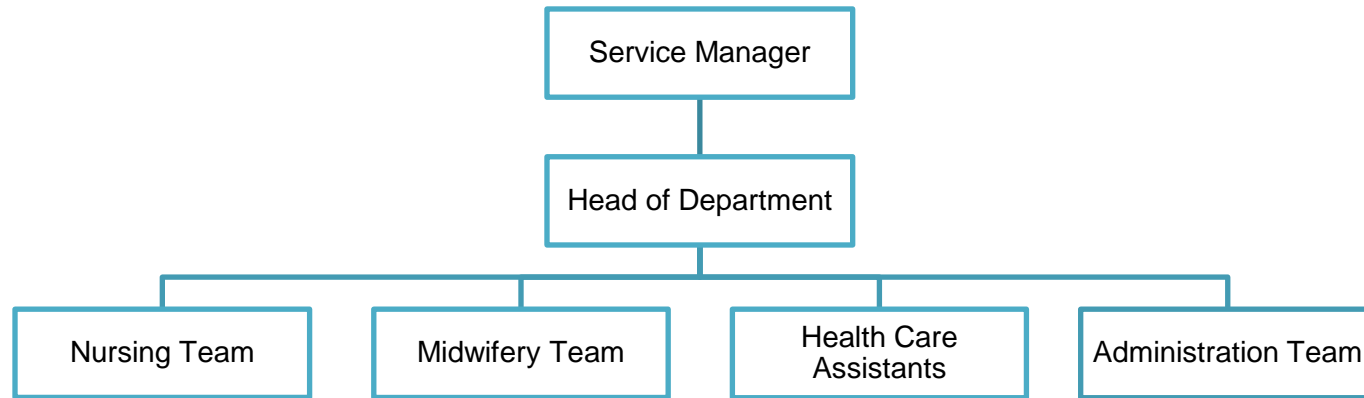 Service Manager
Head of Department
Nursing Team
Midwifery Team
Health Care
Assistants
Administration Team